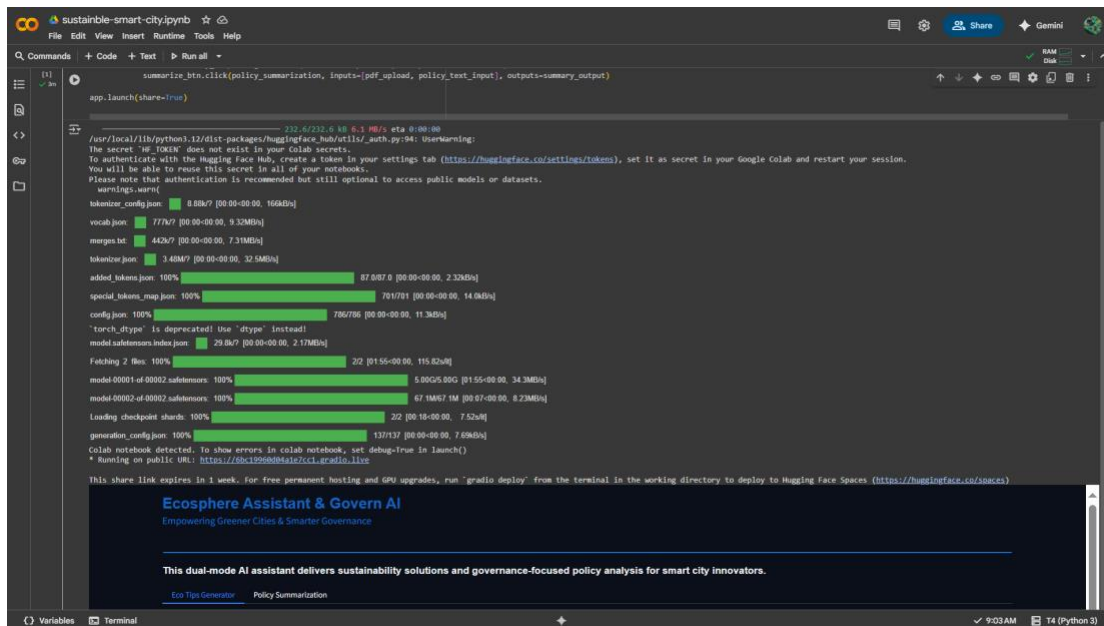 sustainble-smart-city.ipynb
Share
Gemini
File Edit View Insert Runtime Tools Help
Commands + Code + Text Run all
RAM
Disk
[1]
3m
summarize_btn.click(policy_summarization, inputs=[pdf_upload, policy_text_input], outputs=summary_output)
app.launch(share=True)
232.6/232.6 kB 6.1 MB/s eta 0:00:00
/usr/local/lib/python3.12/dist-packages/huggingface_hub/utils/_auth.py:94: UserWarning:
The secret `HF_TOKEN` does not exist in your Colab secrets.
To authenticate with the Hugging Face Hub, create a token in your settings tab (https://huggingface.co/settings/tokens), set it as secret in your Google Colab and restart your session.
You will be able to reuse this secret in all of your notebooks.
Please note that authentication is recommended but still optional to access public models or datasets.
warnings.warn(
tokenizer_config.json: 8.88k/? [00:00<00:00, 166kB/s]
vocab.json: 777k/? [00:00<00:00, 9.32MB/s]
merges.txt: 442k/? [00:00<00:00, 7.31MB/s]
tokenizer.json: 3.48M/? [00:00<00:00, 32.5MB/s]
added_tokens.json: 100% 87.0/87.0 [00:00<00:00, 2.32kB/s]
special_tokens_map.json: 100% 701/701 [00:00<00:00, 14.0kB/s]
config.json: 100% 786/786 [00:00<00:00, 11.3kB/s]
`torch_dtype` is deprecated! Use `dtype` instead!
model.safetensors.index.json: 29.8k/? [00:00<00:00, 2.17MB/s]
Fetching 2 files: 100% 2/2 [01:55<00:00, 115.82s/it]
model-00001-of-00002.safetensors: 100% 5.00G/5.00G [01:55<00:00, 34.3MB/s]
model-00002-of-00002.safetensors: 100% 67.1M/67.1M [00:07<00:00, 8.23MB/s]
Loading checkpoint shards: 100% 2/2 [00:18<00:00, 7.52s/it]
generation_config.json: 100% 137/137 [00:00<00:00, 7.69kB/s]
Colab notebook detected. To show errors in colab notebook, set debug=True in launch()
* Running on public URL: https://6bc19960d04a1e7cc1.gradio.live
This share link expires in 1 week. For free permanent hosting and GPU upgrades, run `gradio deploy` from the terminal in the working directory to deploy to Hugging Face Spaces (https://huggingface.co/spaces)
Ecosphere Assistant & Govern AI
Empowering Greener Cities & Smarter Governance
This dual-mode AI assistant delivers sustainability solutions and governance-focused policy analysis for smart city innovators.
Eco Tips Generator Policy Summarization
{} Variables Terminal
9:03 AM T4 (Python 3)